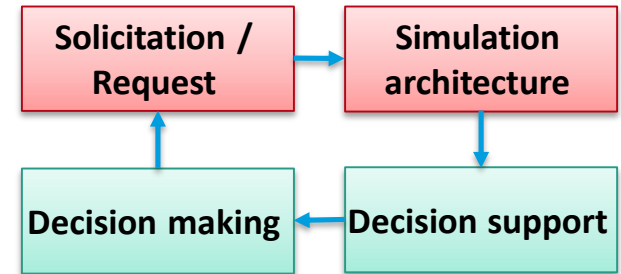 Solicitation /
Request
Simulation
architecture
Decision making
Decision support